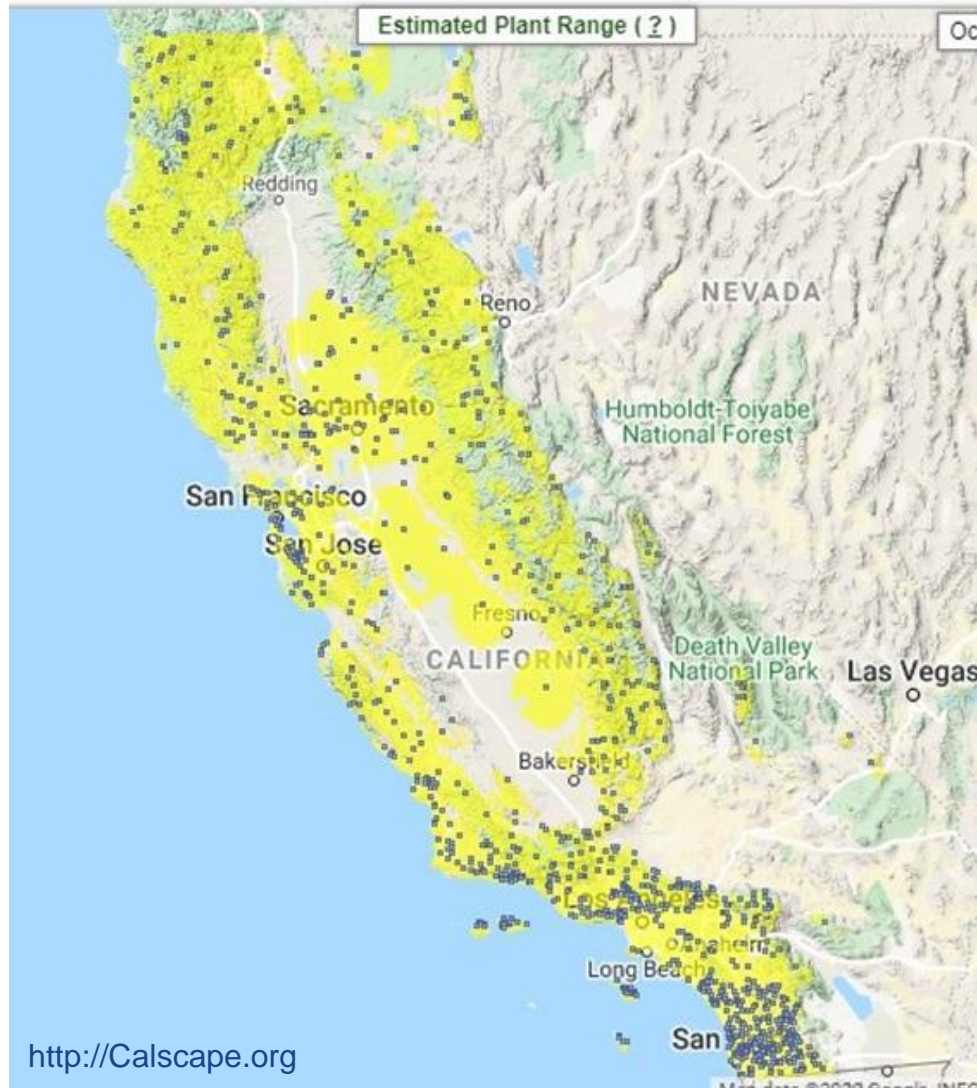 Estimated Plant Range ( ? )
Oc
Redding
Reno
NEVADA
Sacramento
Humboldt-Toiyabe
National Forest
San Francisco
San Jose
Fresno
CALIFORNIA
Death Valley
National Park
Las Vegas
Bakersfield
Los Angeles
Anaheim
Long Beach
San
http://Calscape.org